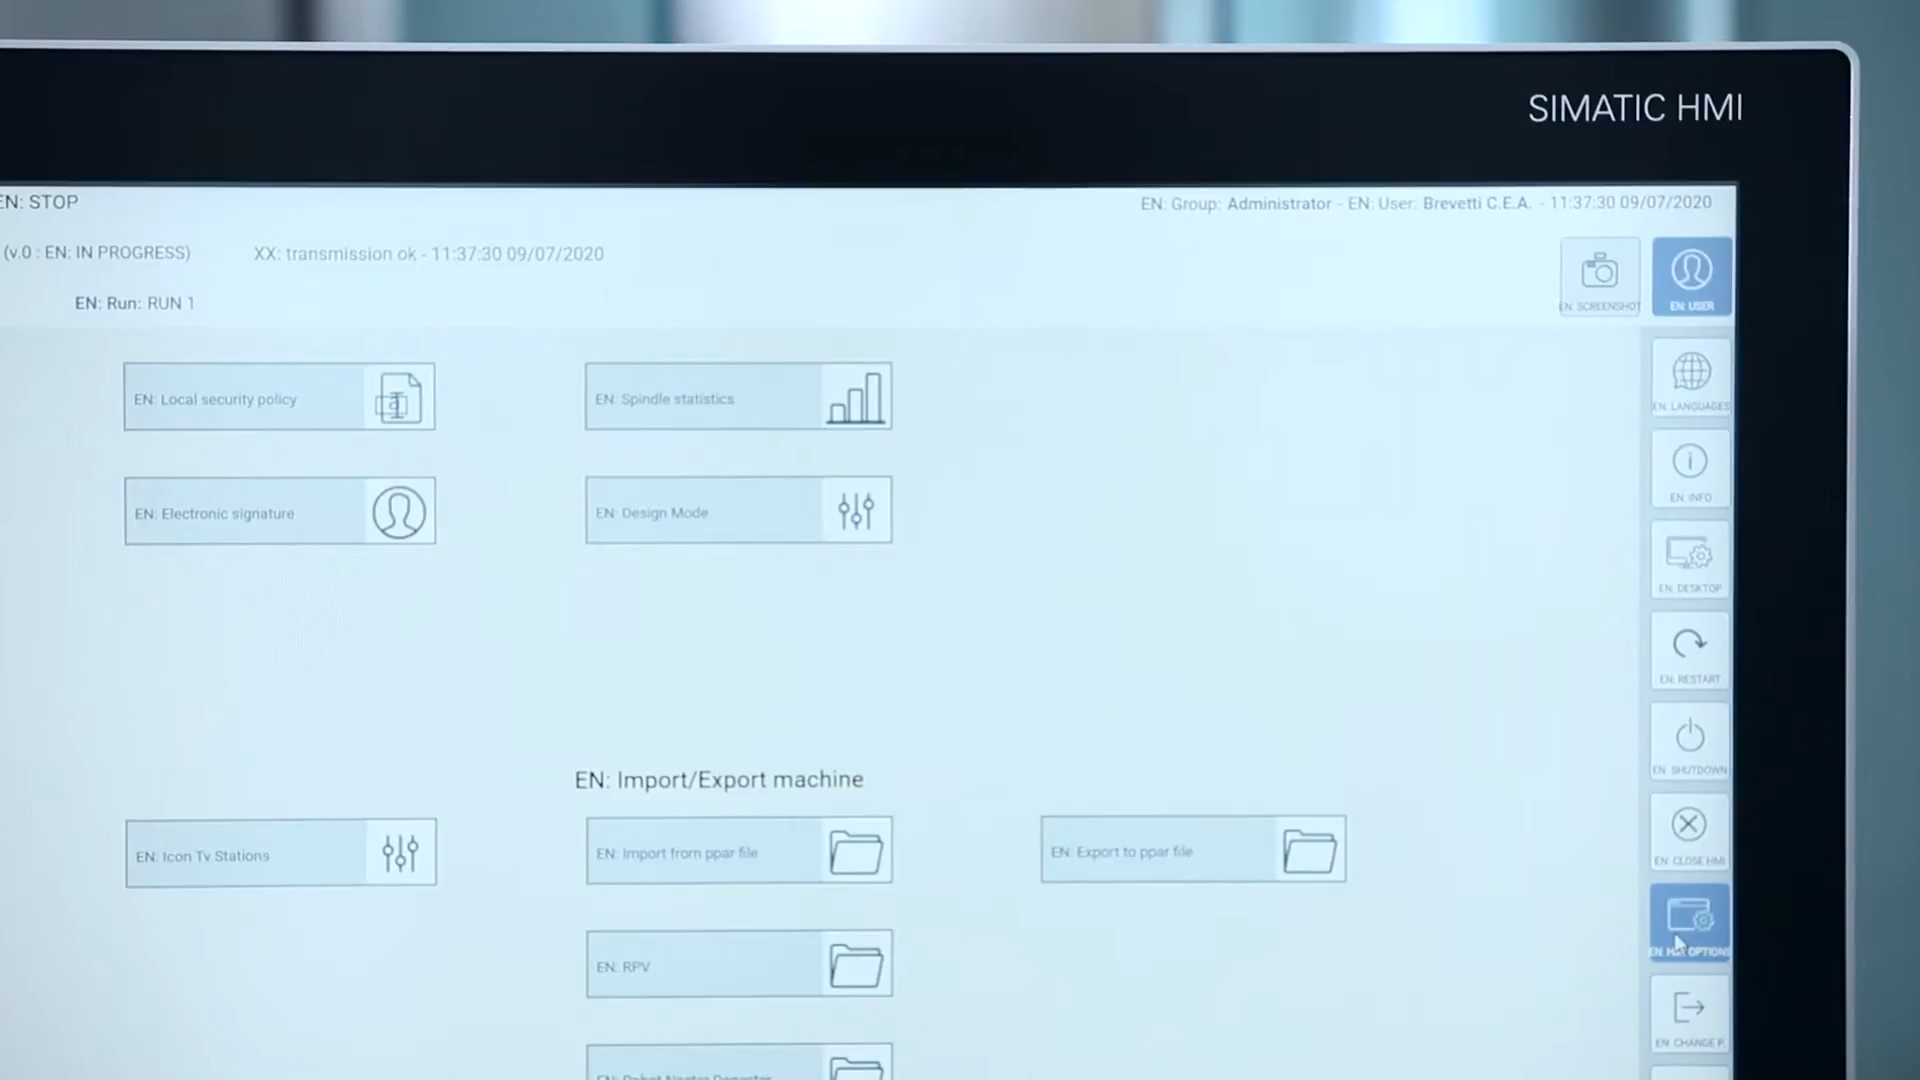 SIMATIC HMI
EN: STOP
EN: Group: Administrator - EN: User: Brevetti C.E.A. - 11:37:30 09/07/2020
(v.0 : EN: IN PROGRESS)
XX: transmission ok - 11:37:30 09/07/2020
EN: Run: RUN 1
EN: SCREENSHOT
EN: USER
EN: Local security policy
EN: Spindle statistics
EN: LANGUAGES
EN: INFO
EN: Electronic signature
EN: Design Mode
EN: DESKTOP
EN: RESTART
EN: SHUTDOWN
EN: Import/Export machine
EN: Icon Tv Stations
EN: Import from ppar file
EN: Export to ppar file
EN: CLOSE HMI
EN: OPTIONS
EN: RPV
EN: CHANGE P.